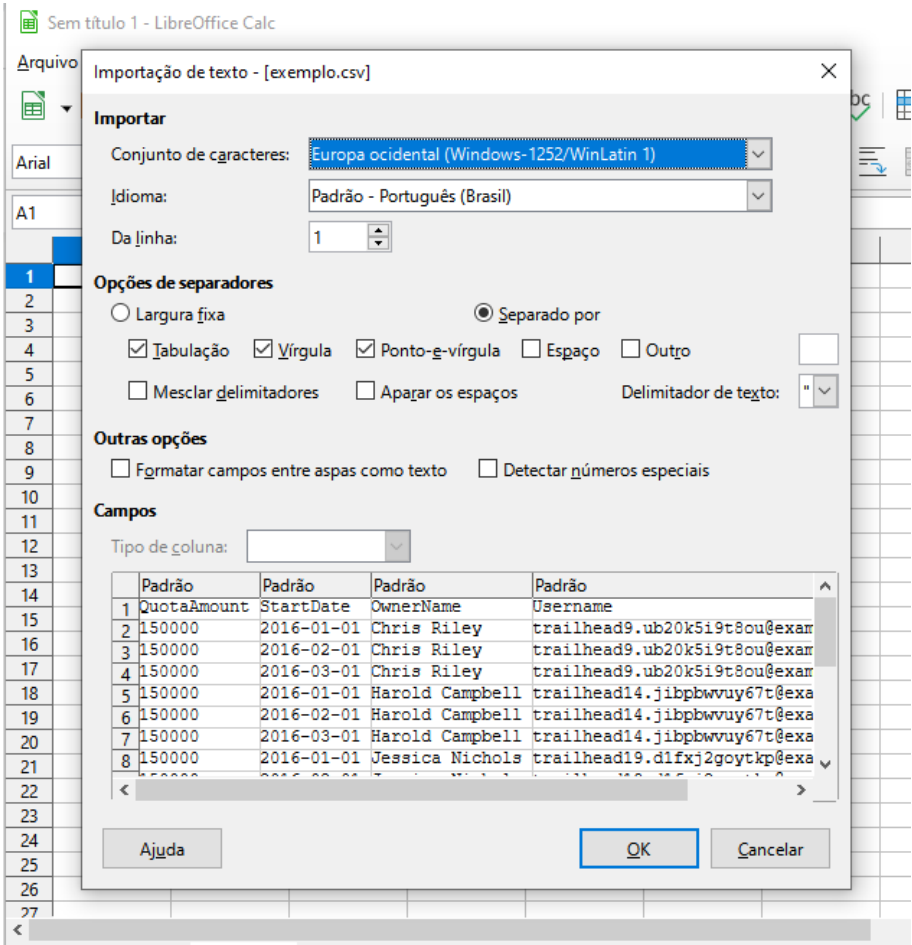 Sem título 1 - LibreOffice Calc
Arquivo
Importação de texto - [exemplo.csv]
Importar
Arial
Conjunto de caracteres: Europa ocidental (Windows-1252/WinLatin 1)
Idioma: Padrão - Português (Brasil)
A1
Da linha: 1
Opções de separadores
Largura fixa Separado por
Tabulação Vírgula Ponto-e-vírgula Espaço Outro
Mesclar delimitadores Aparar os espaços Delimitador de texto: "
Outras opções
Formatar campos entre aspas como texto Detectar números especiais
Campos
Tipo de coluna:
Padrão Padrão Padrão Padrão
1 QuotaAmount StartDate OwnerName Username
2 150000 2016-01-01 Chris Riley trailhead9.ub20k5i9t8ou@exam
3 150000 2016-02-01 Chris Riley trailhead9.ub20k5i9t8ou@exam
4 150000 2016-03-01 Chris Riley trailhead9.ub20k5i9t8ou@exam
5 150000 2016-01-01 Harold Campbell trailhead14.jibpbwvuy67t@exa
6 150000 2016-02-01 Harold Campbell trailhead14.jibpbwvuy67t@exa
7 150000 2016-03-01 Harold Campbell trailhead14.jibpbwvuy67t@exa
8 150000 2016-01-01 Jessica Nichols trailhead19.d1fxj2goytkp@exa
Ajuda OK Cancelar
1
2
3
4
5
6
7
8
9
10
11
12
13
14
15
16
17
18
19
20
21
22
23
24
25
26
27